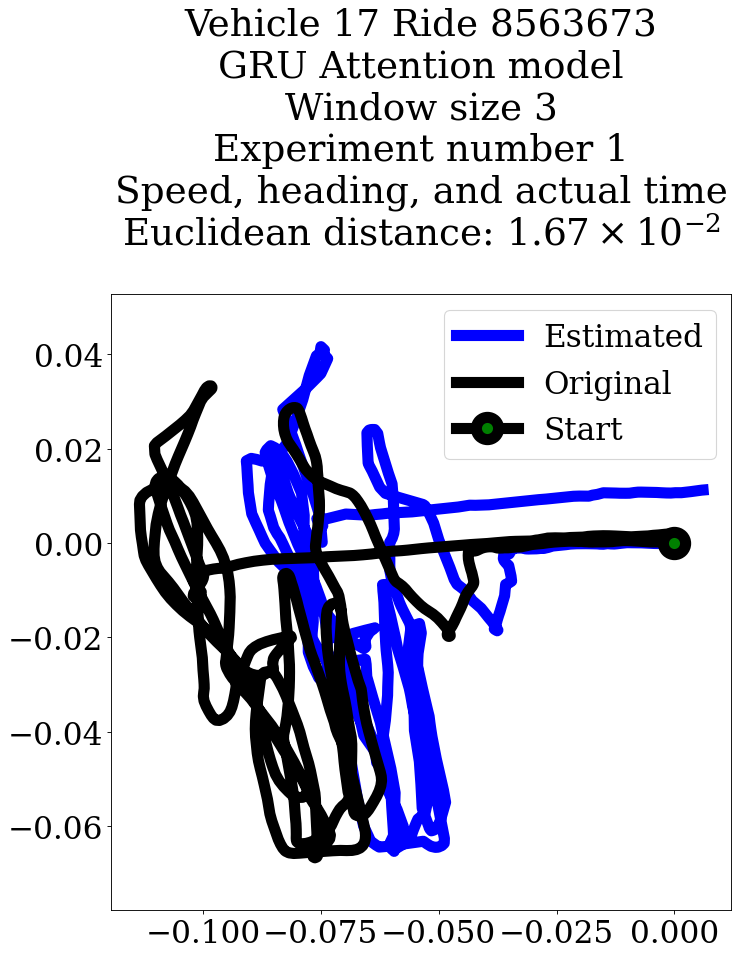 Vehicle 17 Ride 8563673
GRU Attention model
Window size 3
Experiment number 1
Speed, heading, and actual time
Euclidean distance: 1.67 × 10⁻²
Estimated
Original
Start
0.04
0.02
0.00
−0.02
−0.04
−0.06
−0.100
−0.075
−0.050
−0.025
0.000